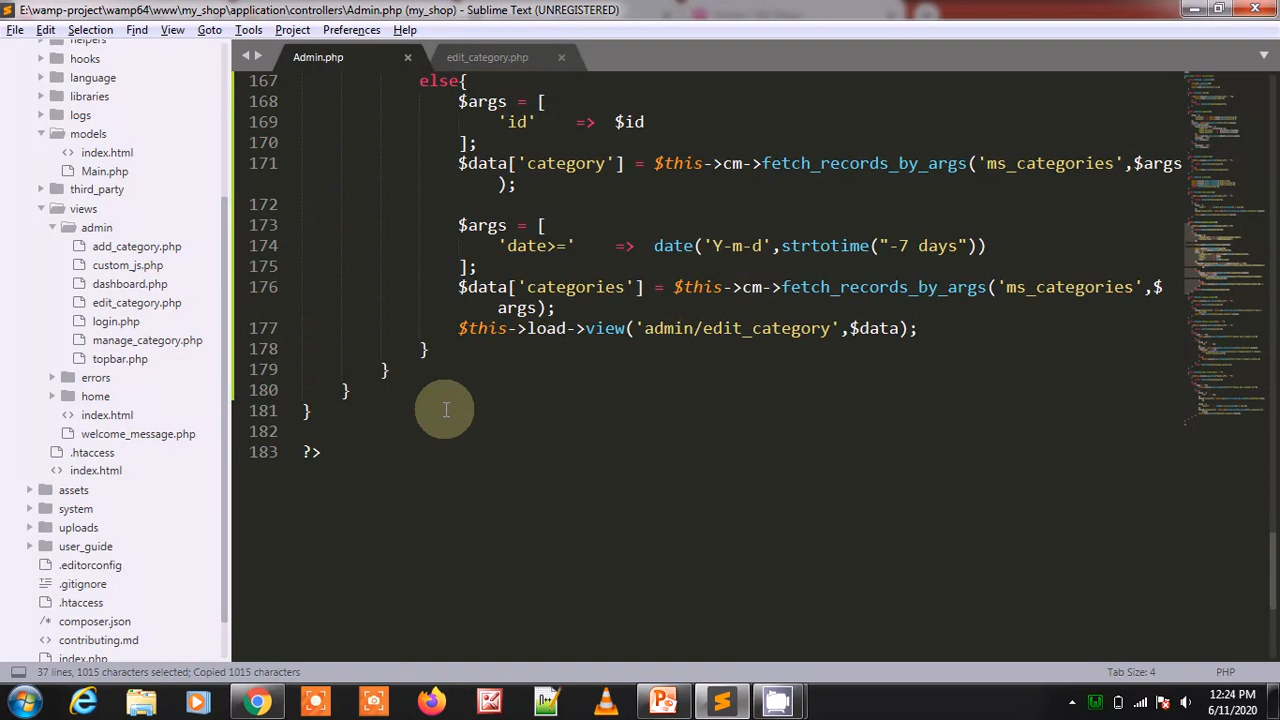 E:\wamp-project\wamp64\www\my_shop\application\controllers\Admin.php (my_shop) - Sublime Text (UNREGISTERED)
File Edit Selection Find View Goto Tools Project Preferences Help
helpers
hooks
language
libraries
logs
models
index.html
Main.php
third_party
views
admin
add_category.php
custom_js.php
dashboard.php
edit_category.php
login.php
manage_category.php
topbar.php
errors
home
index.html
welcome_message.php
.htaccess
index.html
assets
system
uploads
user_guide
.editorconfig
.gitignore
.htaccess
composer.json
contributing.md
index.php
Admin.php
edit_category.php
167 else{
168 $args = [
169 'id' => $id
170 ];
171 $data['category'] = $this->cm->fetch_records_by_args('ms_categories',$args
);
172
173 $args = [
174 'date>=' => date('Y-m-d',strtotime("-7 days"))
175 ];
176 $data['categories'] = $this->cm->fetch_records_by_args('ms_categories',$
args);
177 $this->load->view('admin/edit_category',$data);
178 }
179 }
180 }
181 }
182
183 ?>
37 lines, 1015 characters selected; Copied 1015 characters
Tab Size: 4
PHP
12:24 PM
6/11/2020